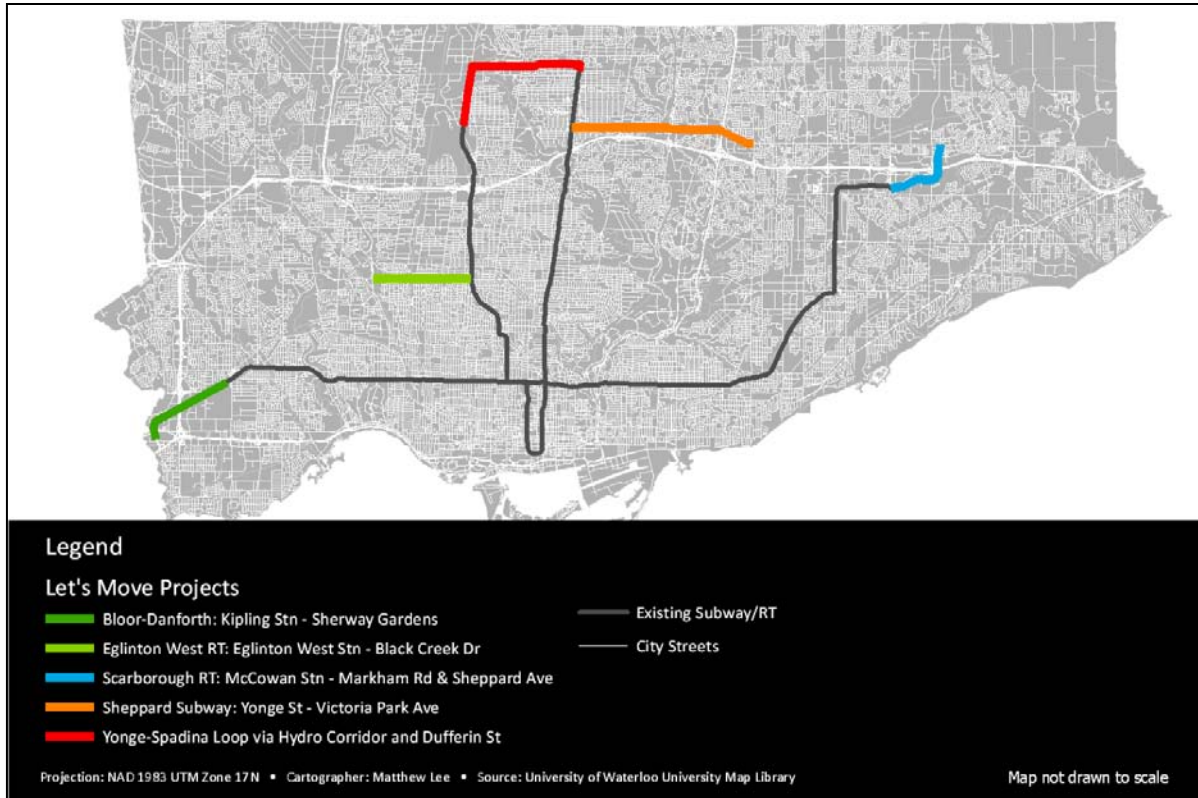 Legend
Let's Move Projects
Bloor-Danforth: Kipling Stn - Sherway Gardens
Eglinton West RT: Eglinton West Stn - Black Creek Dr
Scarborough RT: McCowan Stn - Markham Rd & Sheppard Ave
Sheppard Subway: Yonge St - Victoria Park Ave
Yonge-Spadina Loop via Hydro Corridor and Dufferin St
Existing Subway/RT
City Streets
Projection: NAD 1983 UTM Zone 17N ▪ Cartographer: Matthew Lee ▪ Source: University of Waterloo University Map Library
Map not drawn to scale